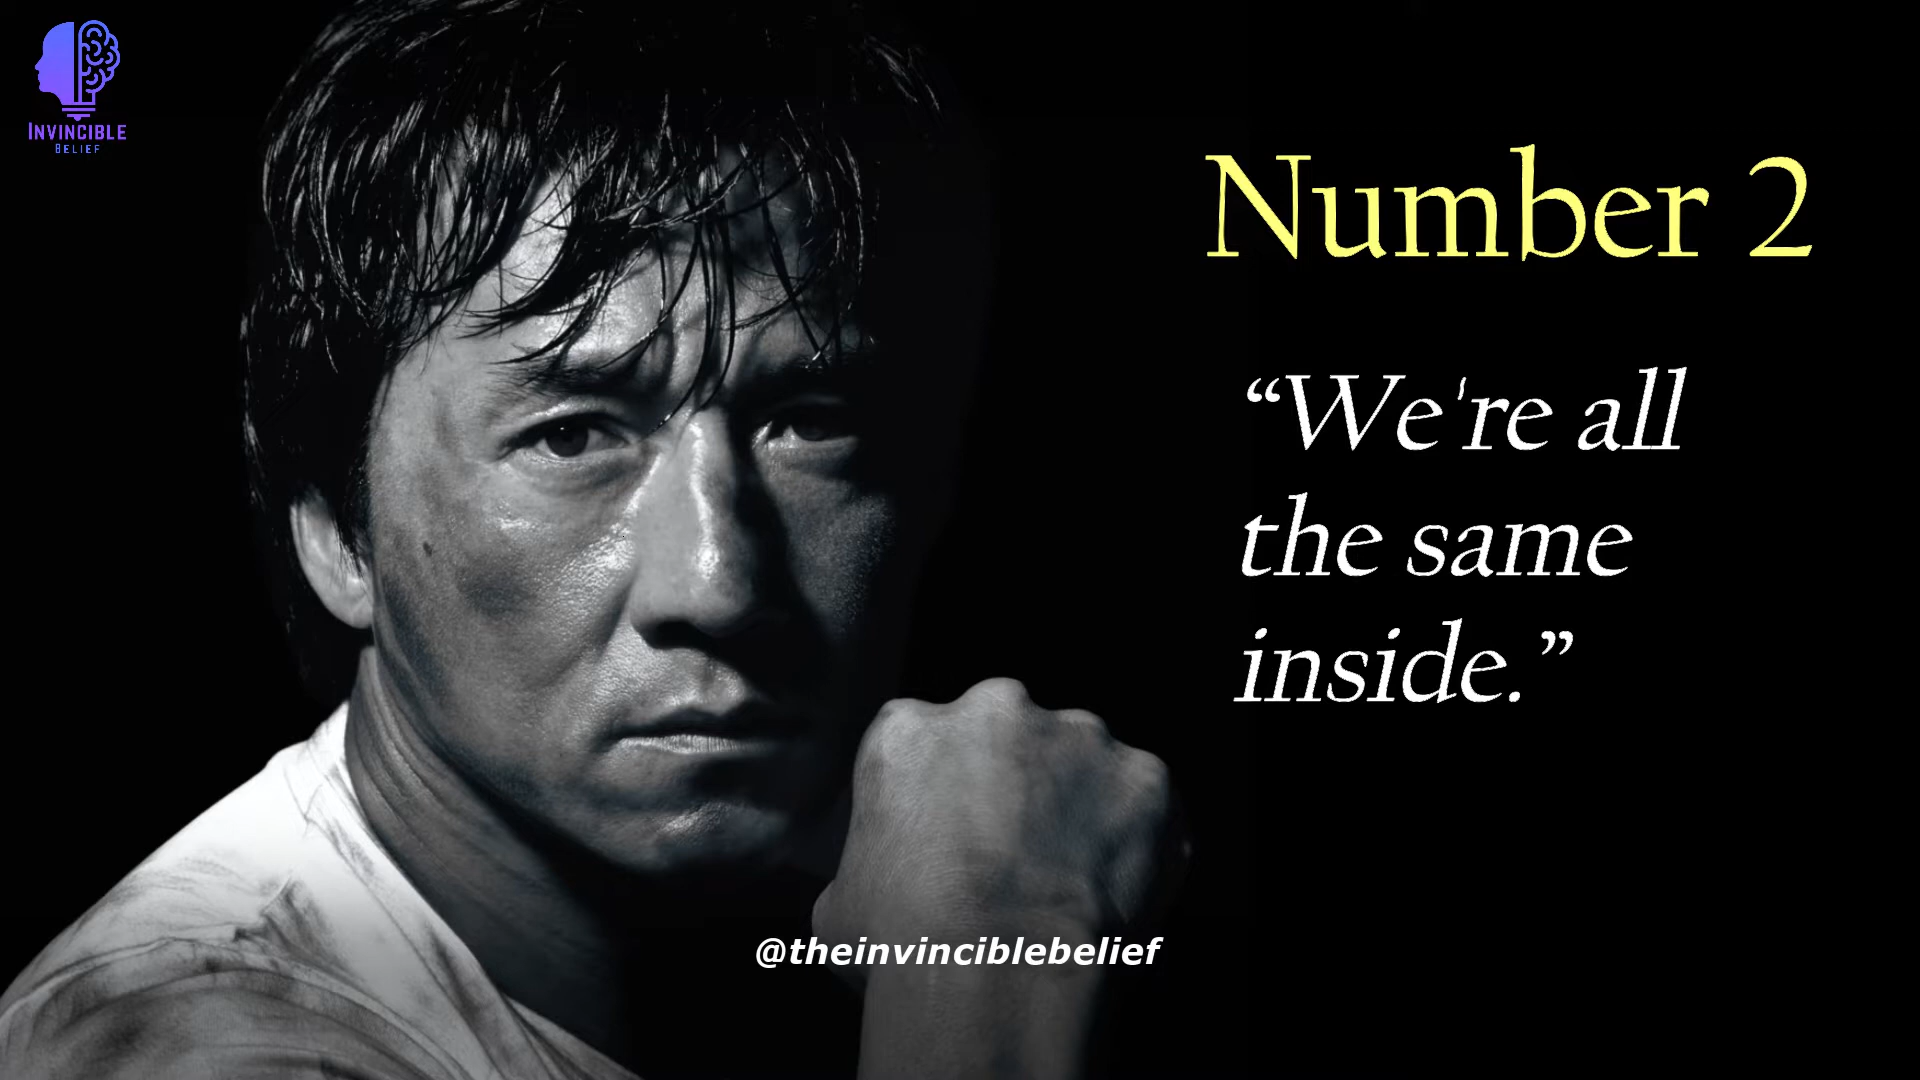 INVINCIBLE
BELIEF
Number 2
“We're all
the same
inside.”
@theinvinciblebelief